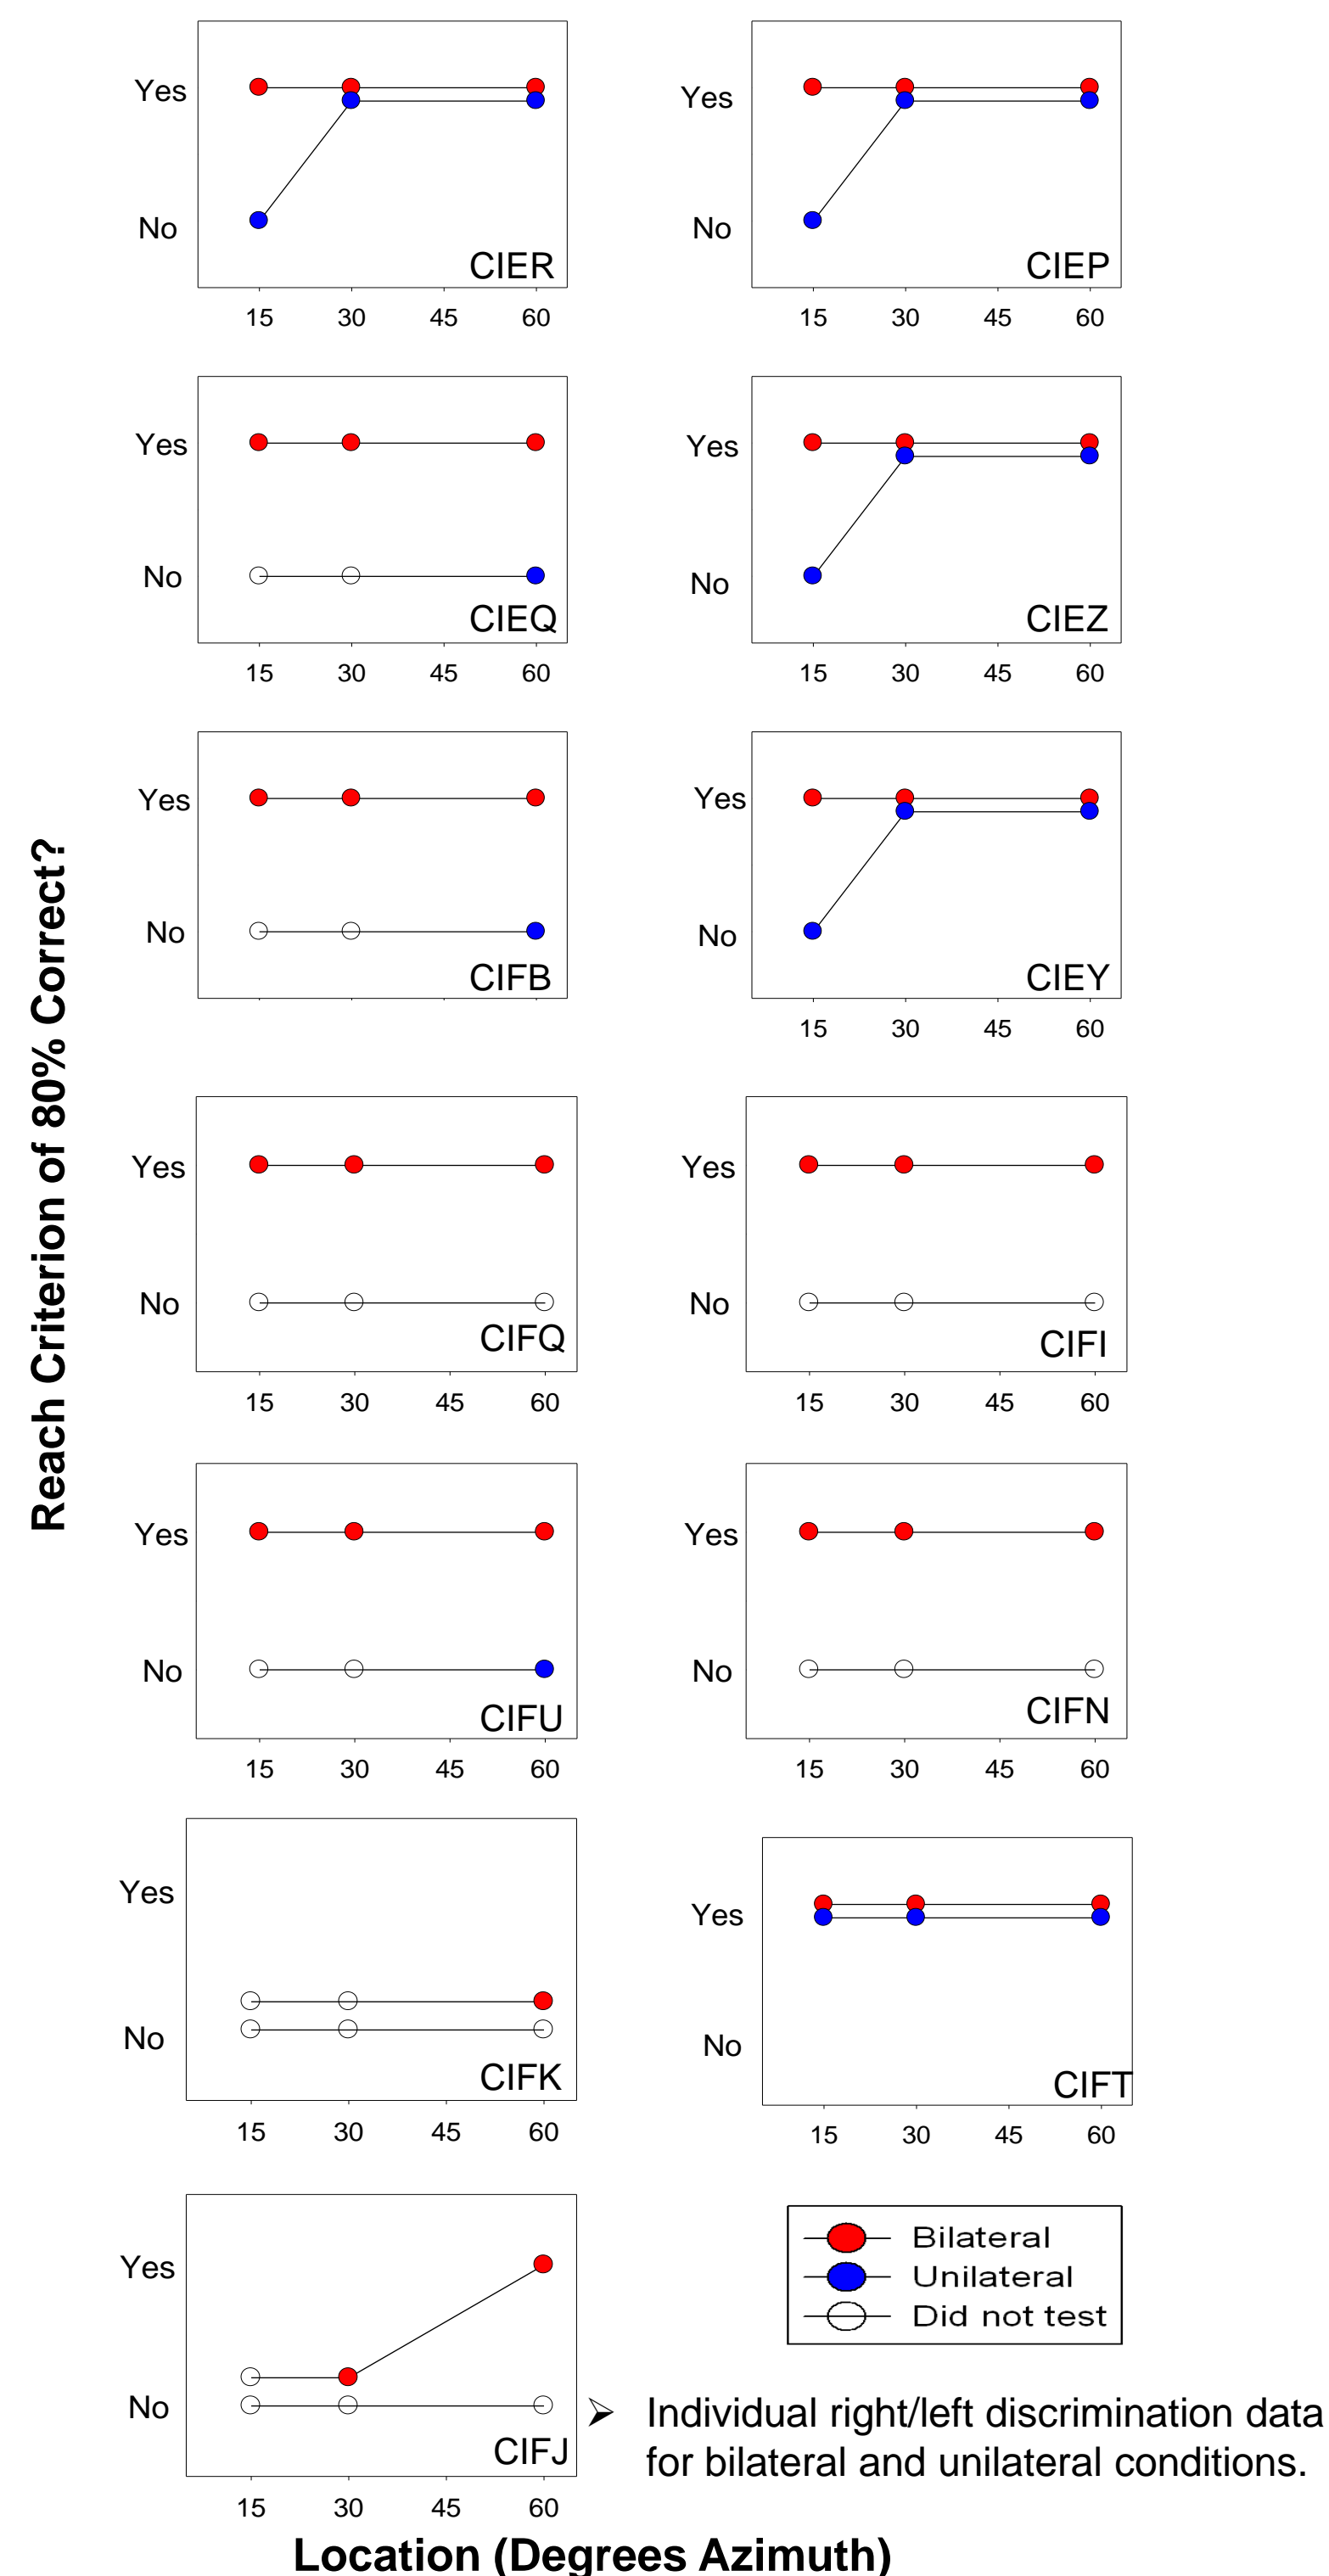 Reach Criterion of 80% Correct?
Yes
No
CIER
15 30 45 60
Yes
No
CIEP
15 30 45 60
Yes
No
CIEQ
15 30 45 60
Yes
No
CIEZ
15 30 45 60
Yes
No
CIFB
Yes
No
CIEY
15 30 45 60
Yes
No
CIFQ
15 30 45 60
Yes
No
CIFI
15 30 45 60
Yes
No
CIFU
15 30 45 60
Yes
No
CIFN
15 30 45 60
Yes
No
CIFK
15 30 45 60
Yes
No
CIFT
15 30 45 60
Yes
No
CIFJ
15 30 45 60
Bilateral
Unilateral
Did not test
➢ Individual right/left discrimination data
for bilateral and unilateral conditions.
Location (Degrees Azimuth)